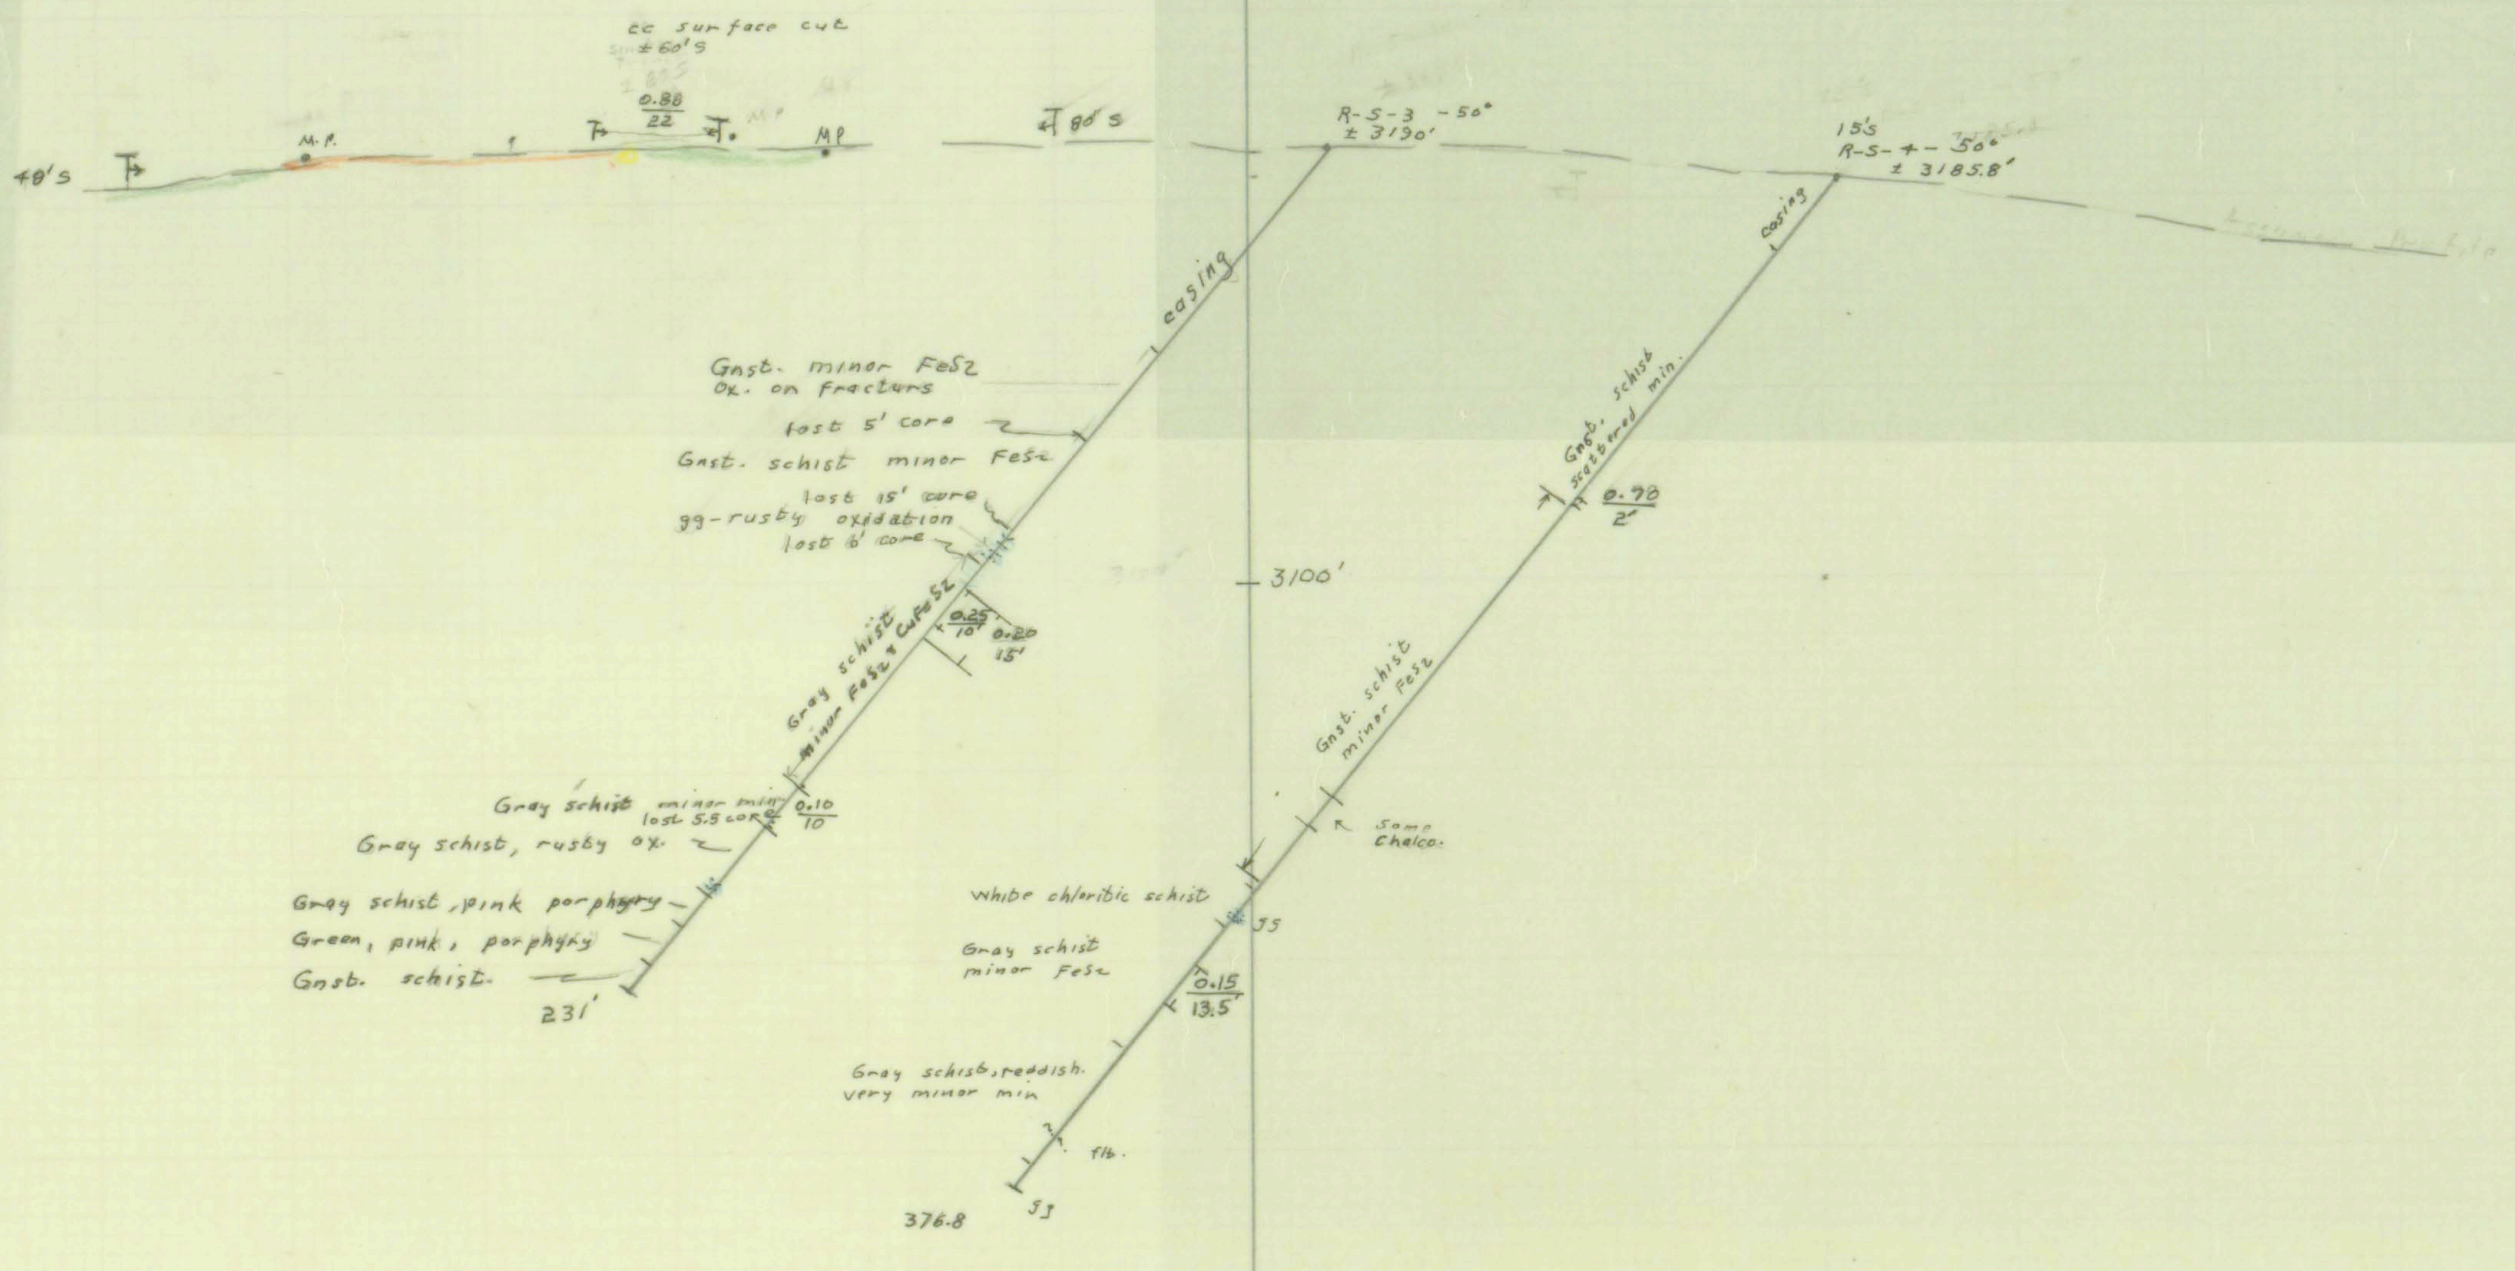 cc surface cut
± 60's
0.88
22
M.P.
MP
48's
80's
R-S-3 -50°
± 3190'
15's
R-S-4- 50°
± 3185.8'
casing
casing
Gnst. minor FeS2
ox. on fracturs
lost 5' core
Gnst. schist minor FeS2
lost 15' core
gg-rusty oxidation
lost 6' core
Gnst. schist
scattered min.
0.70
2'
3100'
Gray schist
minor FeS2 & CuFeS2
0.25
10'
0.20
15'
Gnst. schist
minor FeS2
Gray schist minor min
lost 5.5 core
0.10
10
Gray schist, rusty ox.
Some
Chalco.
Gray schist, pink porphyry
Green, pink, porphyry
Gnst. schist.
231'
White chloritic schist
gg
Gray schist
minor FeS2
0.15
13.5'
Gray schist, reddish.
very minor min
flt.
gg
376.8